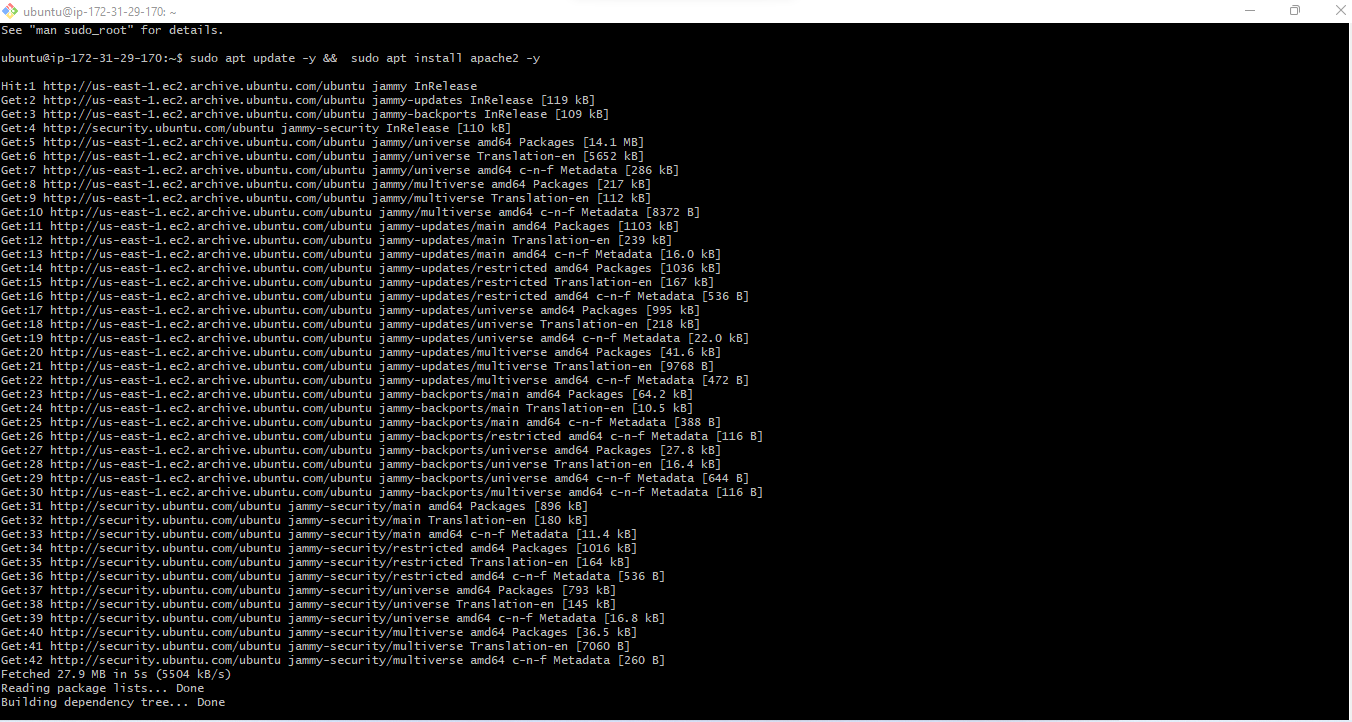 ubuntu@ip-172-31-29-170: ~
See "man sudo_root" for details.
ubuntu@ip-172-31-29-170:~$ sudo apt update -y &&  sudo apt install apache2 -y
Hit:1 http://us-east-1.ec2.archive.ubuntu.com/ubuntu jammy InRelease
Get:2 http://us-east-1.ec2.archive.ubuntu.com/ubuntu jammy-updates InRelease [119 kB]
Get:3 http://us-east-1.ec2.archive.ubuntu.com/ubuntu jammy-backports InRelease [109 kB]
Get:4 http://security.ubuntu.com/ubuntu jammy-security InRelease [110 kB]
Get:5 http://us-east-1.ec2.archive.ubuntu.com/ubuntu jammy/universe amd64 Packages [14.1 MB]
Get:6 http://us-east-1.ec2.archive.ubuntu.com/ubuntu jammy/universe Translation-en [5652 kB]
Get:7 http://us-east-1.ec2.archive.ubuntu.com/ubuntu jammy/universe amd64 c-n-f Metadata [286 kB]
Get:8 http://us-east-1.ec2.archive.ubuntu.com/ubuntu jammy/multiverse amd64 Packages [217 kB]
Get:9 http://us-east-1.ec2.archive.ubuntu.com/ubuntu jammy/multiverse Translation-en [112 kB]
Get:10 http://us-east-1.ec2.archive.ubuntu.com/ubuntu jammy/multiverse amd64 c-n-f Metadata [8372 B]
Get:11 http://us-east-1.ec2.archive.ubuntu.com/ubuntu jammy-updates/main amd64 Packages [1103 kB]
Get:12 http://us-east-1.ec2.archive.ubuntu.com/ubuntu jammy-updates/main Translation-en [239 kB]
Get:13 http://us-east-1.ec2.archive.ubuntu.com/ubuntu jammy-updates/main amd64 c-n-f Metadata [16.0 kB]
Get:14 http://us-east-1.ec2.archive.ubuntu.com/ubuntu jammy-updates/restricted amd64 Packages [1036 kB]
Get:15 http://us-east-1.ec2.archive.ubuntu.com/ubuntu jammy-updates/restricted Translation-en [167 kB]
Get:16 http://us-east-1.ec2.archive.ubuntu.com/ubuntu jammy-updates/restricted amd64 c-n-f Metadata [536 B]
Get:17 http://us-east-1.ec2.archive.ubuntu.com/ubuntu jammy-updates/universe amd64 Packages [995 kB]
Get:18 http://us-east-1.ec2.archive.ubuntu.com/ubuntu jammy-updates/universe Translation-en [218 kB]
Get:19 http://us-east-1.ec2.archive.ubuntu.com/ubuntu jammy-updates/universe amd64 c-n-f Metadata [22.0 kB]
Get:20 http://us-east-1.ec2.archive.ubuntu.com/ubuntu jammy-updates/multiverse amd64 Packages [41.6 kB]
Get:21 http://us-east-1.ec2.archive.ubuntu.com/ubuntu jammy-updates/multiverse Translation-en [9768 B]
Get:22 http://us-east-1.ec2.archive.ubuntu.com/ubuntu jammy-updates/multiverse amd64 c-n-f Metadata [472 B]
Get:23 http://us-east-1.ec2.archive.ubuntu.com/ubuntu jammy-backports/main amd64 Packages [64.2 kB]
Get:24 http://us-east-1.ec2.archive.ubuntu.com/ubuntu jammy-backports/main Translation-en [10.5 kB]
Get:25 http://us-east-1.ec2.archive.ubuntu.com/ubuntu jammy-backports/main amd64 c-n-f Metadata [388 B]
Get:26 http://us-east-1.ec2.archive.ubuntu.com/ubuntu jammy-backports/restricted amd64 c-n-f Metadata [116 B]
Get:27 http://us-east-1.ec2.archive.ubuntu.com/ubuntu jammy-backports/universe amd64 Packages [27.8 kB]
Get:28 http://us-east-1.ec2.archive.ubuntu.com/ubuntu jammy-backports/universe Translation-en [16.4 kB]
Get:29 http://us-east-1.ec2.archive.ubuntu.com/ubuntu jammy-backports/universe amd64 c-n-f Metadata [644 B]
Get:30 http://us-east-1.ec2.archive.ubuntu.com/ubuntu jammy-backports/multiverse amd64 c-n-f Metadata [116 B]
Get:31 http://security.ubuntu.com/ubuntu jammy-security/main amd64 Packages [896 kB]
Get:32 http://security.ubuntu.com/ubuntu jammy-security/main Translation-en [180 kB]
Get:33 http://security.ubuntu.com/ubuntu jammy-security/main amd64 c-n-f Metadata [11.4 kB]
Get:34 http://security.ubuntu.com/ubuntu jammy-security/restricted amd64 Packages [1016 kB]
Get:35 http://security.ubuntu.com/ubuntu jammy-security/restricted Translation-en [164 kB]
Get:36 http://security.ubuntu.com/ubuntu jammy-security/restricted amd64 c-n-f Metadata [536 B]
Get:37 http://security.ubuntu.com/ubuntu jammy-security/universe amd64 Packages [793 kB]
Get:38 http://security.ubuntu.com/ubuntu jammy-security/universe Translation-en [145 kB]
Get:39 http://security.ubuntu.com/ubuntu jammy-security/universe amd64 c-n-f Metadata [16.8 kB]
Get:40 http://security.ubuntu.com/ubuntu jammy-security/multiverse amd64 Packages [36.5 kB]
Get:41 http://security.ubuntu.com/ubuntu jammy-security/multiverse Translation-en [7060 B]
Get:42 http://security.ubuntu.com/ubuntu jammy-security/multiverse amd64 c-n-f Metadata [260 B]
Fetched 27.9 MB in 5s (5504 kB/s)
Reading package lists... Done
Building dependency tree... Done